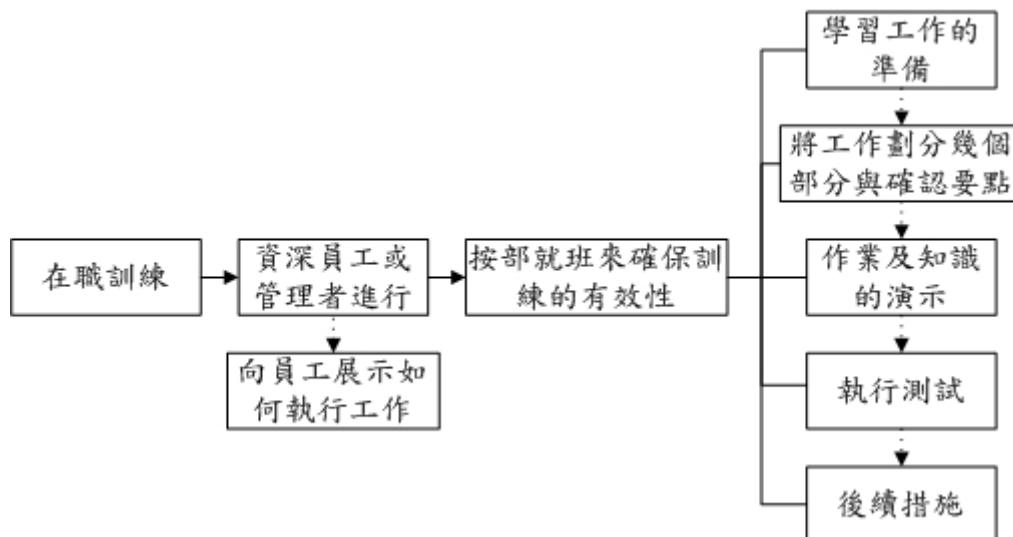 在職訓練
資深員工或
管理者進行
向員工展示如
何執行工作
按部就班來確保訓
練的有效性
學習工作的
準備
將工作劃分幾個
部分與確認要點
作業及知識
的演示
執行測試
後續措施